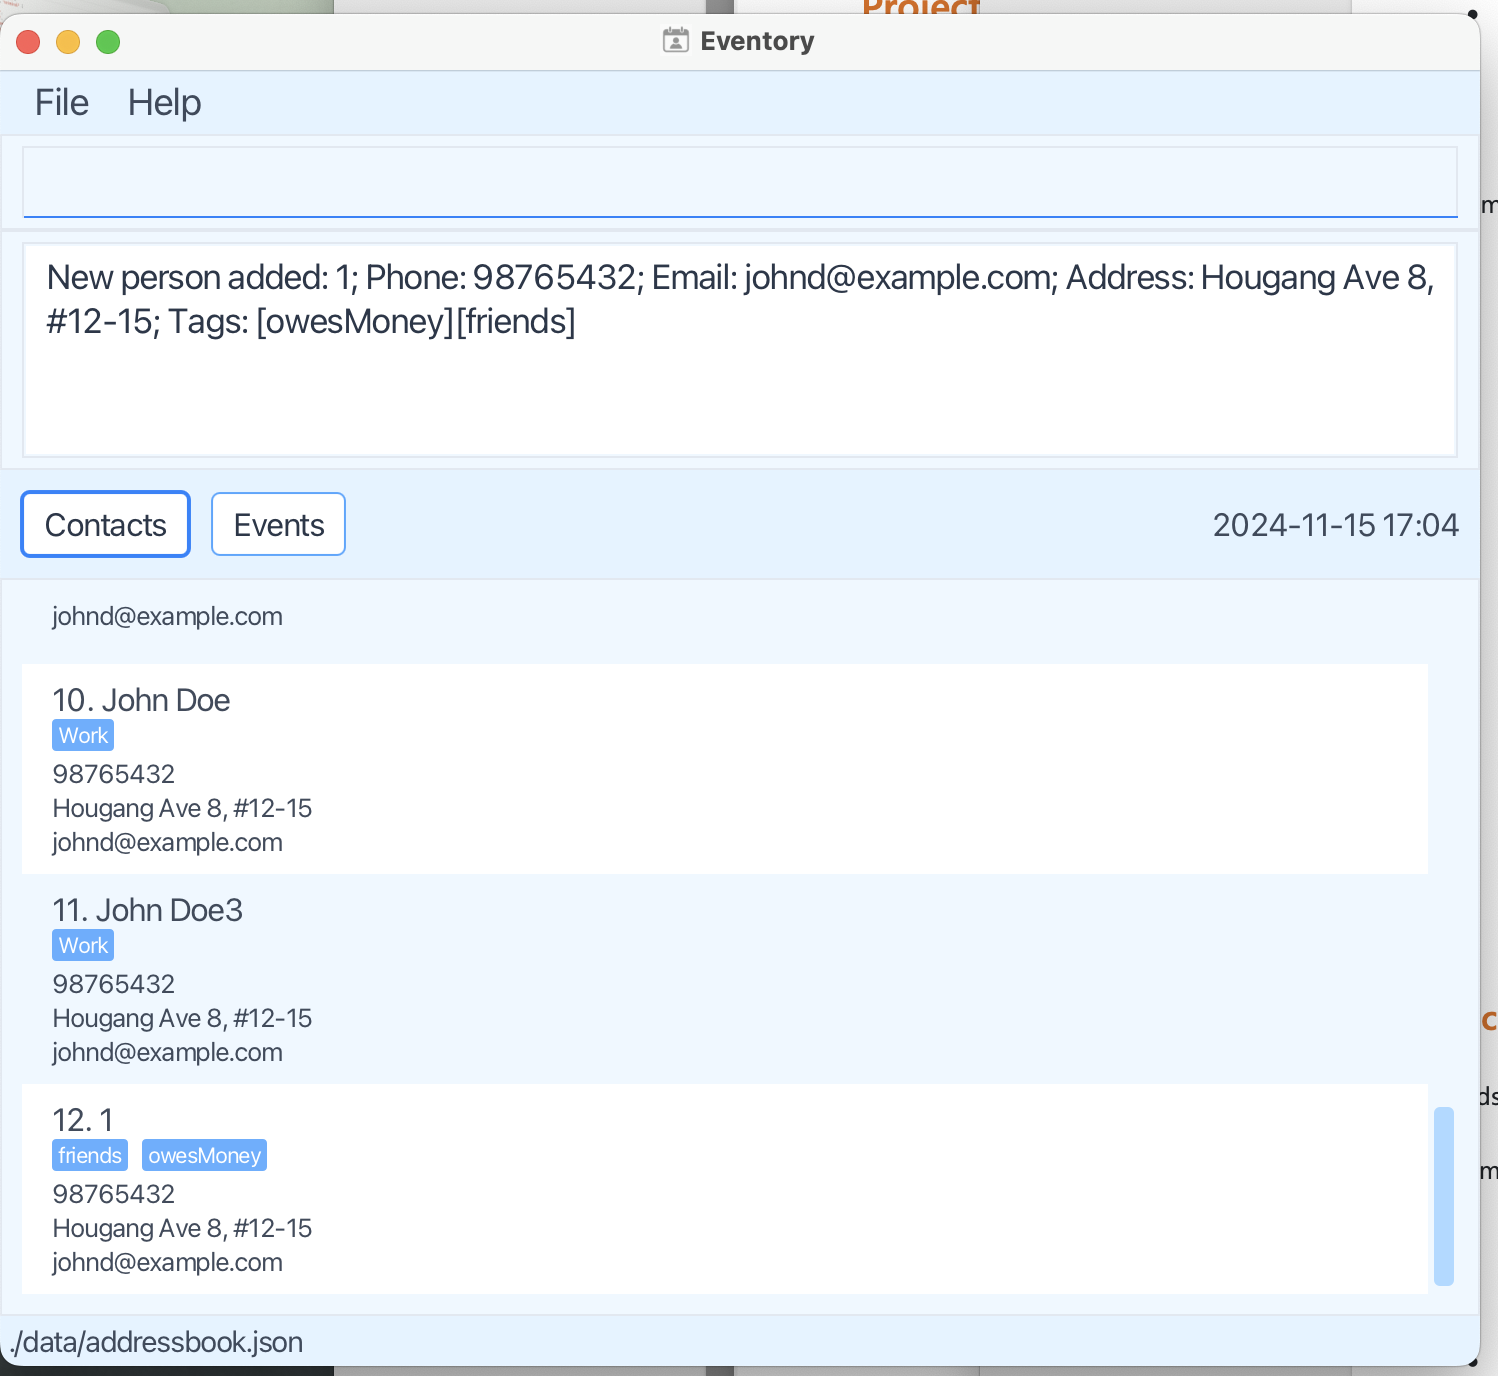 Project
Eventory
File Help
New person added: 1; Phone: 98765432; Email: johnd@example.com; Address: Hougang Ave 8,
#12-15; Tags: [owesMoney][friends]
Contacts Events 2024-11-15 17:04
johnd@example.com
10. John Doe
Work
98765432
Hougang Ave 8, #12-15
johnd@example.com
11. John Doe3
Work
98765432
Hougang Ave 8, #12-15
johnd@example.com
12. 1
friends owesMoney
98765432
Hougang Ave 8, #12-15
johnd@example.com
./data/addressbook.json